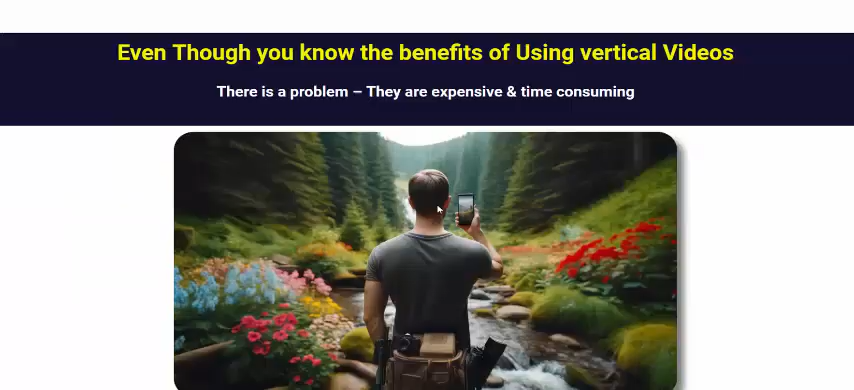 Even Though you know the benefits of Using vertical Videos
There is a problem – They are expensive & time consuming